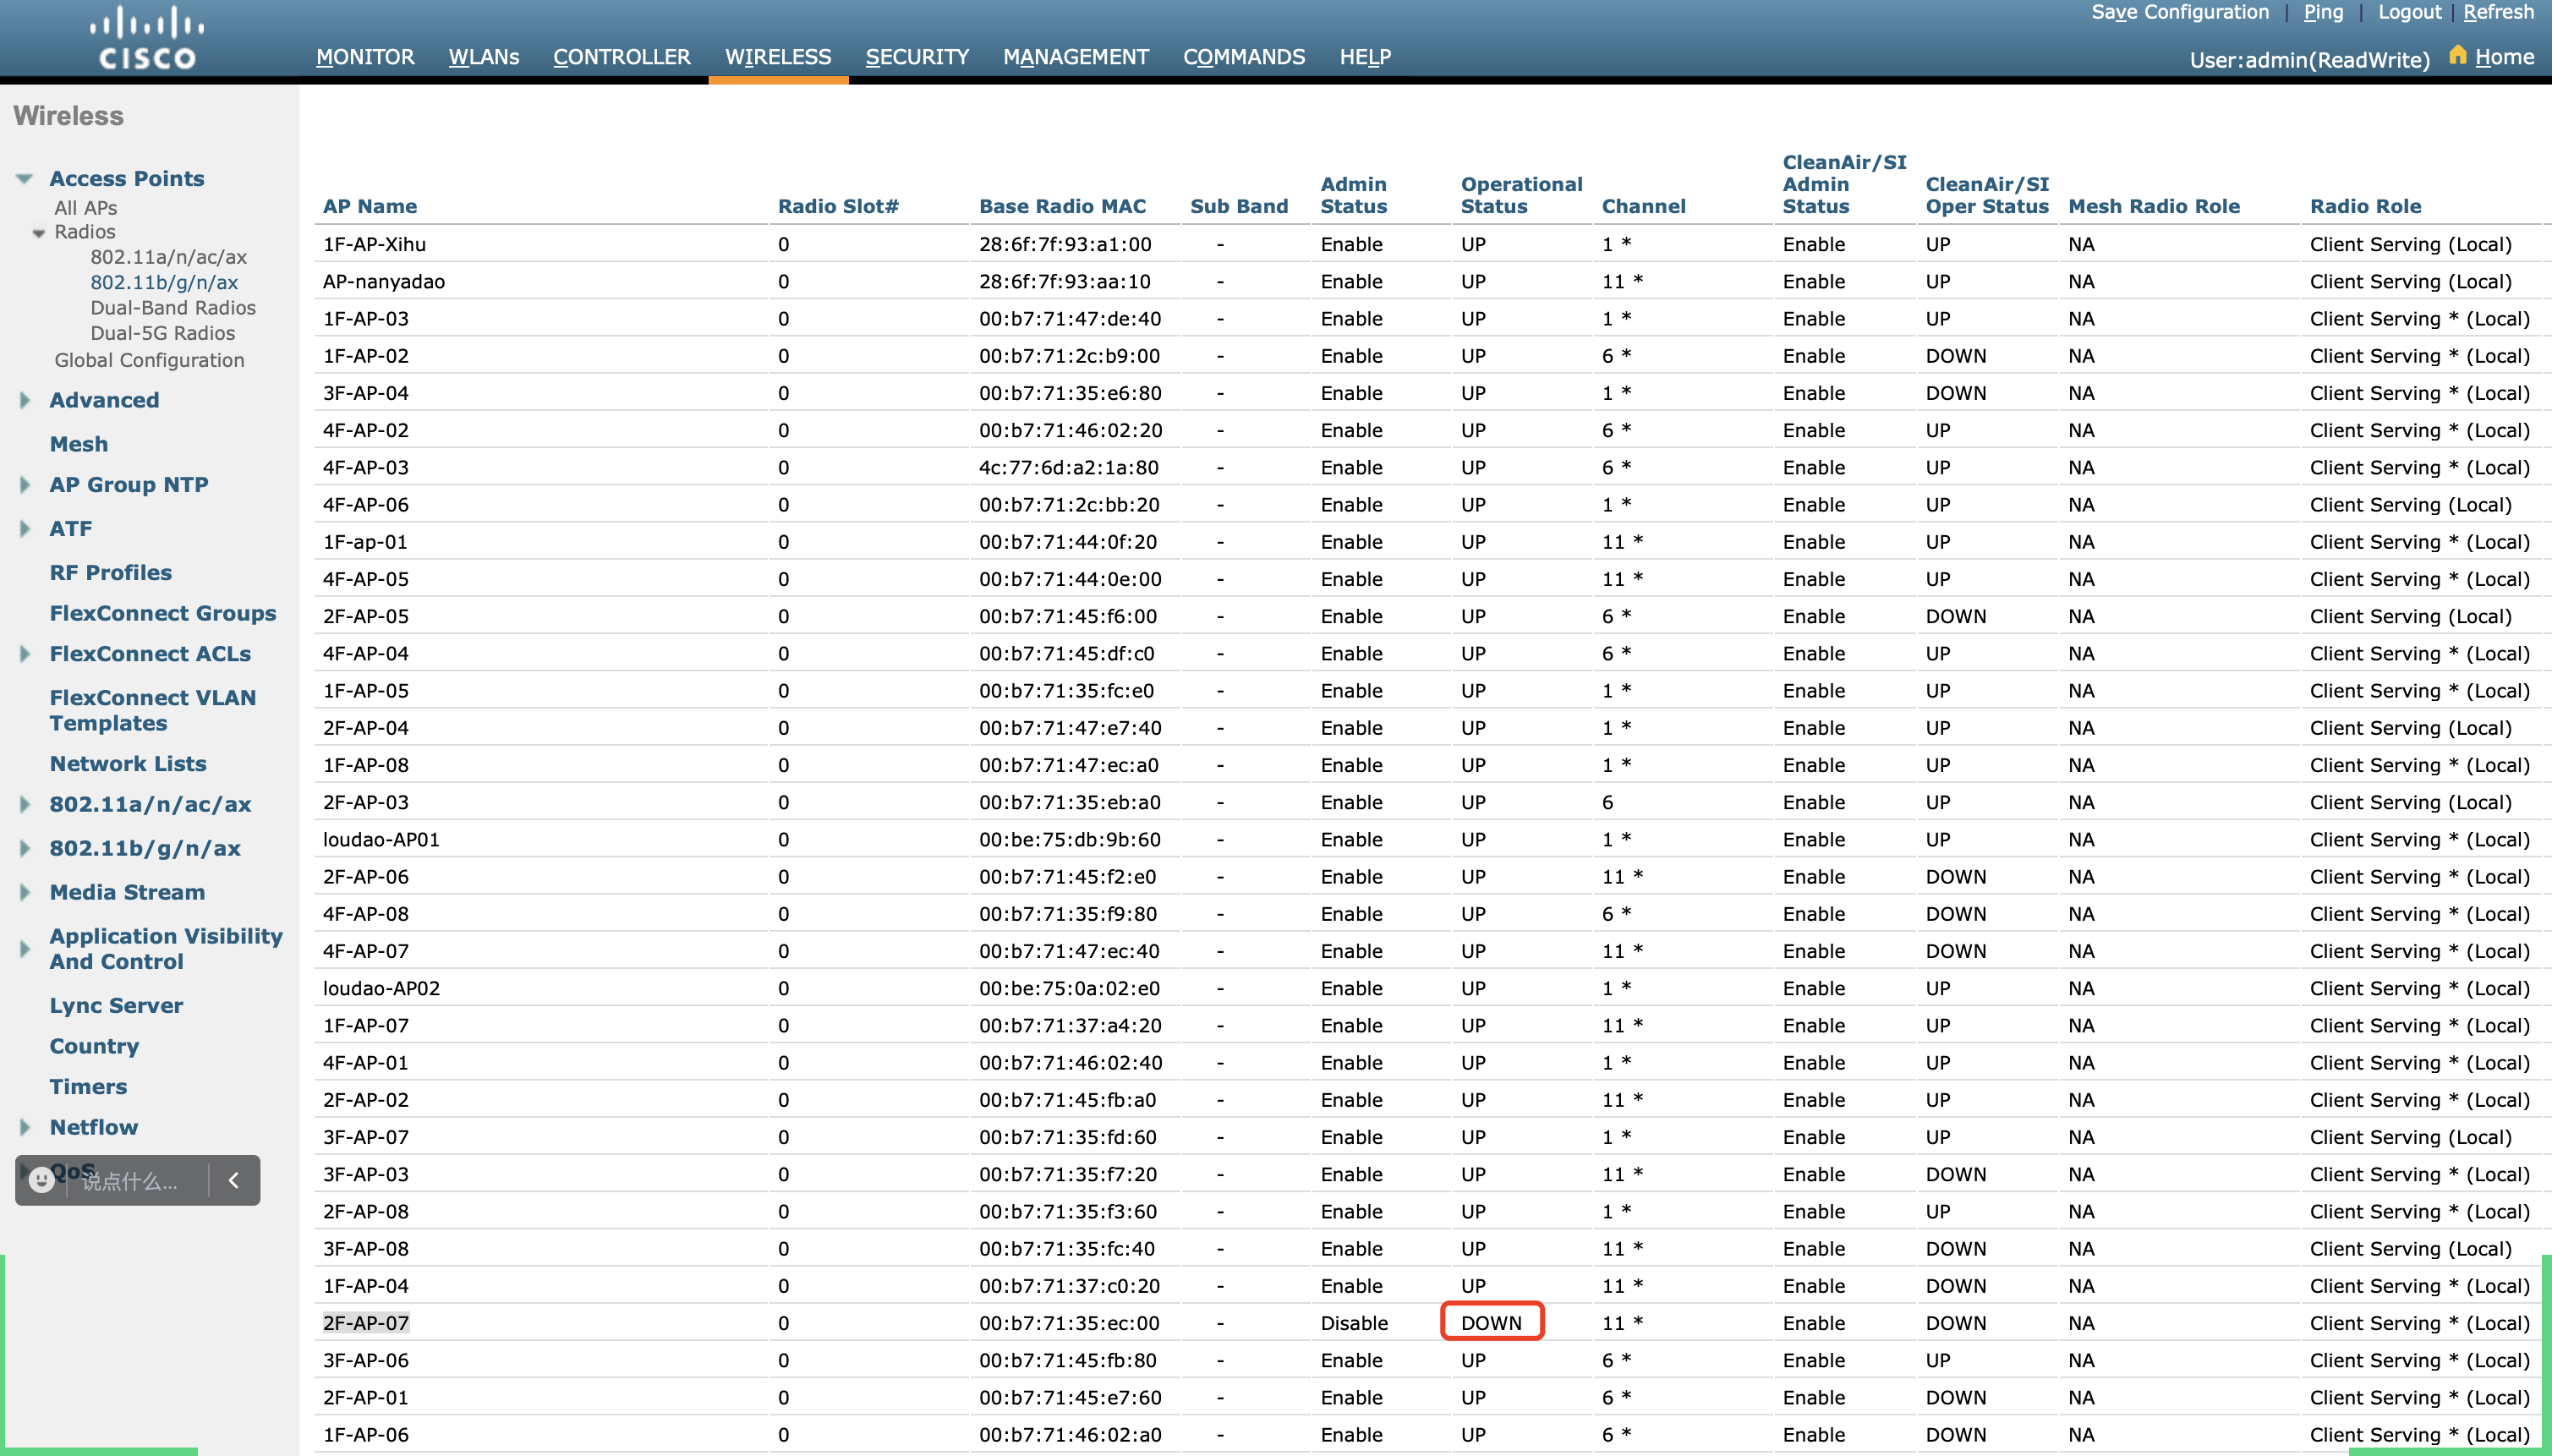 CISCO
Save Configuration | Ping | Logout | Refresh
MONITOR WLANs CONTROLLER WIRELESS SECURITY MANAGEMENT COMMANDS HELP
User:admin(ReadWrite) Home
Wireless
Access Points
All APs
Radios
802.11a/n/ac/ax
802.11b/g/n/ax
Dual-Band Radios
Dual-5G Radios
Global Configuration
Advanced
Mesh
AP Group NTP
ATF
RF Profiles
FlexConnect Groups
FlexConnect ACLs
FlexConnect VLAN
Templates
Network Lists
802.11a/n/ac/ax
802.11b/g/n/ax
Media Stream
Application Visibility
And Control
Lync Server
Country
Timers
Netflow
QoS
说点什么...
AP Name Radio Slot# Base Radio MAC Sub Band Admin Status Operational Status Channel CleanAir/SI Admin Status CleanAir/SI Oper Status Mesh Radio Role Radio Role
1F-AP-Xihu 0 28:6f:7f:93:a1:00 - Enable UP 1 * Enable UP NA Client Serving (Local)
AP-nanyadao 0 28:6f:7f:93:aa:10 - Enable UP 11 * Enable UP NA Client Serving (Local)
1F-AP-03 0 00:b7:71:47:de:40 - Enable UP 1 * Enable UP NA Client Serving * (Local)
1F-AP-02 0 00:b7:71:2c:b9:00 - Enable UP 6 * Enable DOWN NA Client Serving * (Local)
3F-AP-04 0 00:b7:71:35:e6:80 - Enable UP 1 * Enable DOWN NA Client Serving * (Local)
4F-AP-02 0 00:b7:71:46:02:20 - Enable UP 6 * Enable UP NA Client Serving * (Local)
4F-AP-03 0 4c:77:6d:a2:1a:80 - Enable UP 6 * Enable UP NA Client Serving * (Local)
4F-AP-06 0 00:b7:71:2c:bb:20 - Enable UP 1 * Enable UP NA Client Serving (Local)
1F-ap-01 0 00:b7:71:44:0f:20 - Enable UP 11 * Enable UP NA Client Serving * (Local)
4F-AP-05 0 00:b7:71:44:0e:00 - Enable UP 11 * Enable UP NA Client Serving * (Local)
2F-AP-05 0 00:b7:71:45:f6:00 - Enable UP 6 * Enable DOWN NA Client Serving (Local)
4F-AP-04 0 00:b7:71:45:df:c0 - Enable UP 6 * Enable UP NA Client Serving * (Local)
1F-AP-05 0 00:b7:71:35:fc:e0 - Enable UP 1 * Enable UP NA Client Serving * (Local)
2F-AP-04 0 00:b7:71:47:e7:40 - Enable UP 1 * Enable UP NA Client Serving (Local)
1F-AP-08 0 00:b7:71:47:ec:a0 - Enable UP 1 * Enable UP NA Client Serving * (Local)
2F-AP-03 0 00:b7:71:35:eb:a0 - Enable UP 6 Enable UP NA Client Serving (Local)
loudao-AP01 0 00:be:75:db:9b:60 - Enable UP 1 * Enable UP NA Client Serving * (Local)
2F-AP-06 0 00:b7:71:45:f2:e0 - Enable UP 11 * Enable DOWN NA Client Serving * (Local)
4F-AP-08 0 00:b7:71:35:f9:80 - Enable UP 6 * Enable DOWN NA Client Serving * (Local)
4F-AP-07 0 00:b7:71:47:ec:40 - Enable UP 11 * Enable DOWN NA Client Serving * (Local)
loudao-AP02 0 00:be:75:0a:02:e0 - Enable UP 1 * Enable UP NA Client Serving * (Local)
1F-AP-07 0 00:b7:71:37:a4:20 - Enable UP 11 * Enable UP NA Client Serving * (Local)
4F-AP-01 0 00:b7:71:46:02:40 - Enable UP 1 * Enable UP NA Client Serving * (Local)
2F-AP-02 0 00:b7:71:45:fb:a0 - Enable UP 11 * Enable UP NA Client Serving * (Local)
3F-AP-07 0 00:b7:71:35:fd:60 - Enable UP 1 * Enable UP NA Client Serving (Local)
3F-AP-03 0 00:b7:71:35:f7:20 - Enable UP 11 * Enable DOWN NA Client Serving * (Local)
2F-AP-08 0 00:b7:71:35:f3:60 - Enable UP 1 * Enable UP NA Client Serving * (Local)
3F-AP-08 0 00:b7:71:35:fc:40 - Enable UP 11 * Enable DOWN NA Client Serving (Local)
1F-AP-04 0 00:b7:71:37:c0:20 - Enable UP 11 * Enable DOWN NA Client Serving * (Local)
2F-AP-07 0 00:b7:71:35:ec:00 - Disable DOWN 11 * Enable DOWN NA Client Serving * (Local)
3F-AP-06 0 00:b7:71:45:fb:80 - Enable UP 6 * Enable UP NA Client Serving * (Local)
2F-AP-01 0 00:b7:71:45:e7:60 - Enable UP 6 * Enable DOWN NA Client Serving * (Local)
1F-AP-06 0 00:b7:71:46:02:a0 - Enable UP 6 * Enable DOWN NA Client Serving * (Local)